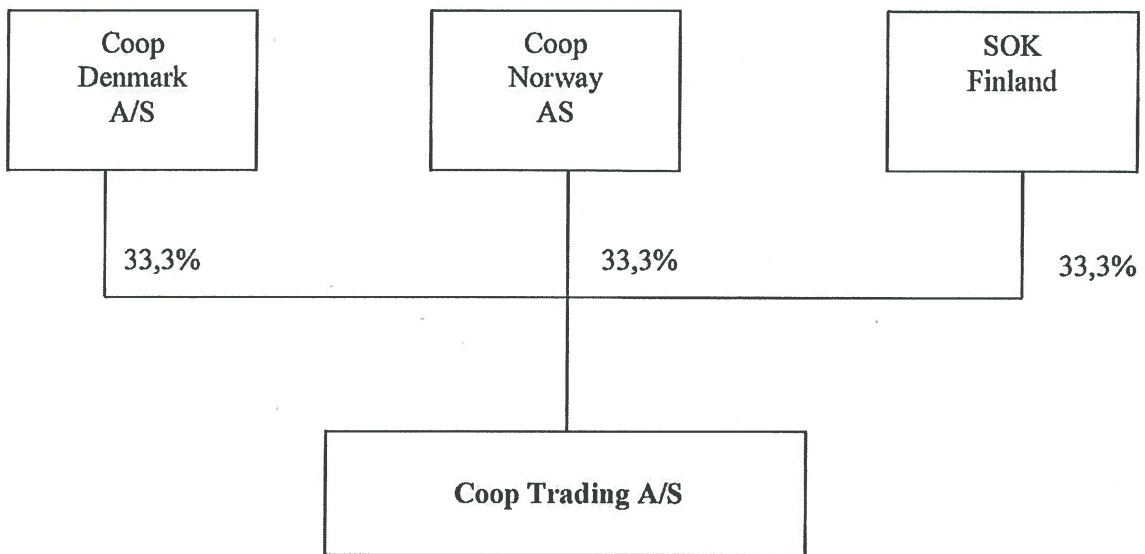 Coop
Denmark
A/S
Coop
Norway
AS
SOK
Finland
33,3%
33,3%
33,3%
Coop Trading A/S